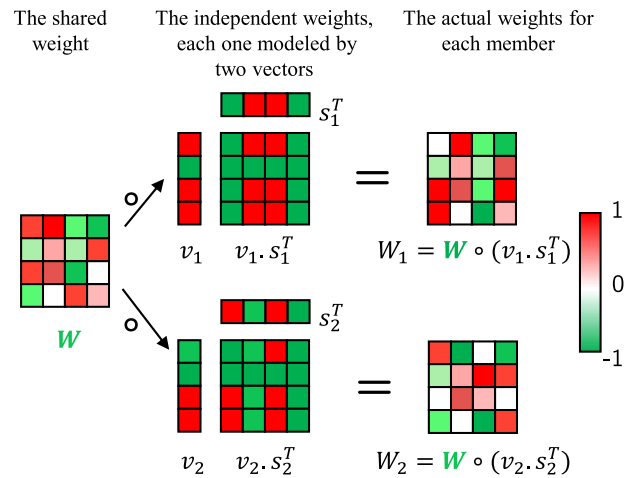 The shared
weight
The independent weights,
each one modeled by
two vectors
The actual weights for
each member
s₁ᵀ
=
v₁
v₁. s₁ᵀ
W₁ = W ∘ (v₁. s₁ᵀ)
∘
∘
W
1
0
-1
s₂ᵀ
=
v₂
v₂. s₂ᵀ
W₂ = W ∘ (v₂. s₂ᵀ)